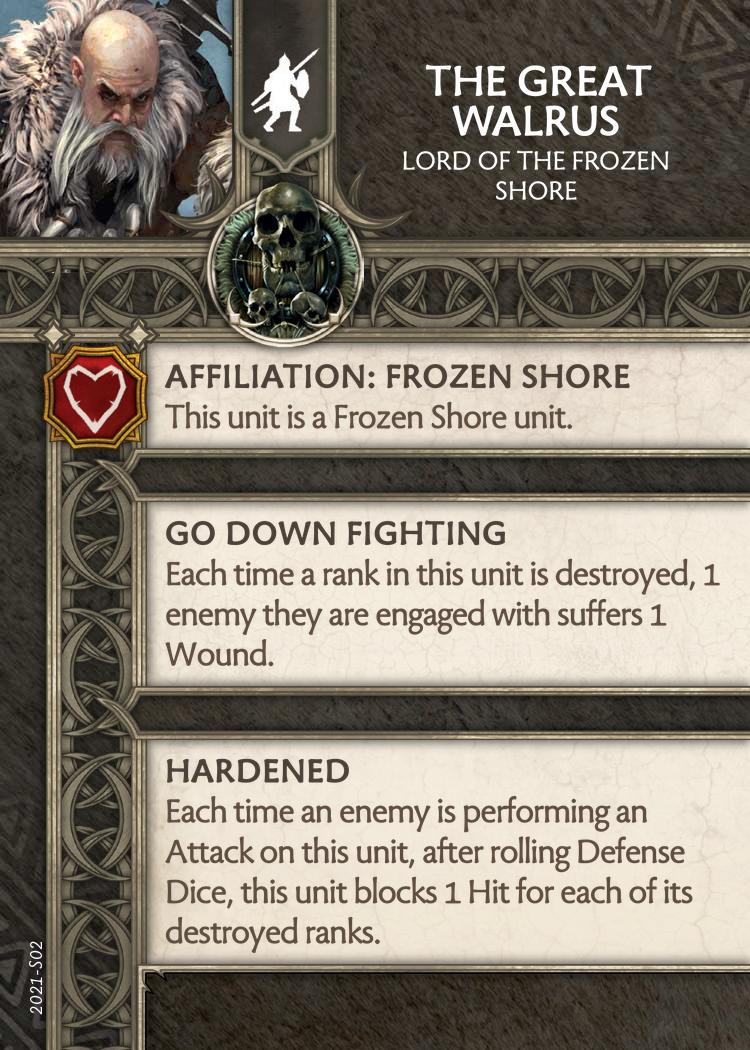 THE GREAT
WALRUS
LORD OF THE FROZEN
SHORE
AFFILIATION: FROZEN SHORE
This unit is a Frozen Shore unit.
GO DOWN FIGHTING
Each time a rank in this unit is destroyed, 1
enemy they are engaged with suffers 1
Wound.
HARDENED
Each time an enemy is performing an
Attack on this unit, after rolling Defense
Dice, this unit blocks 1 Hit for each of its
destroyed ranks.
2021-S02